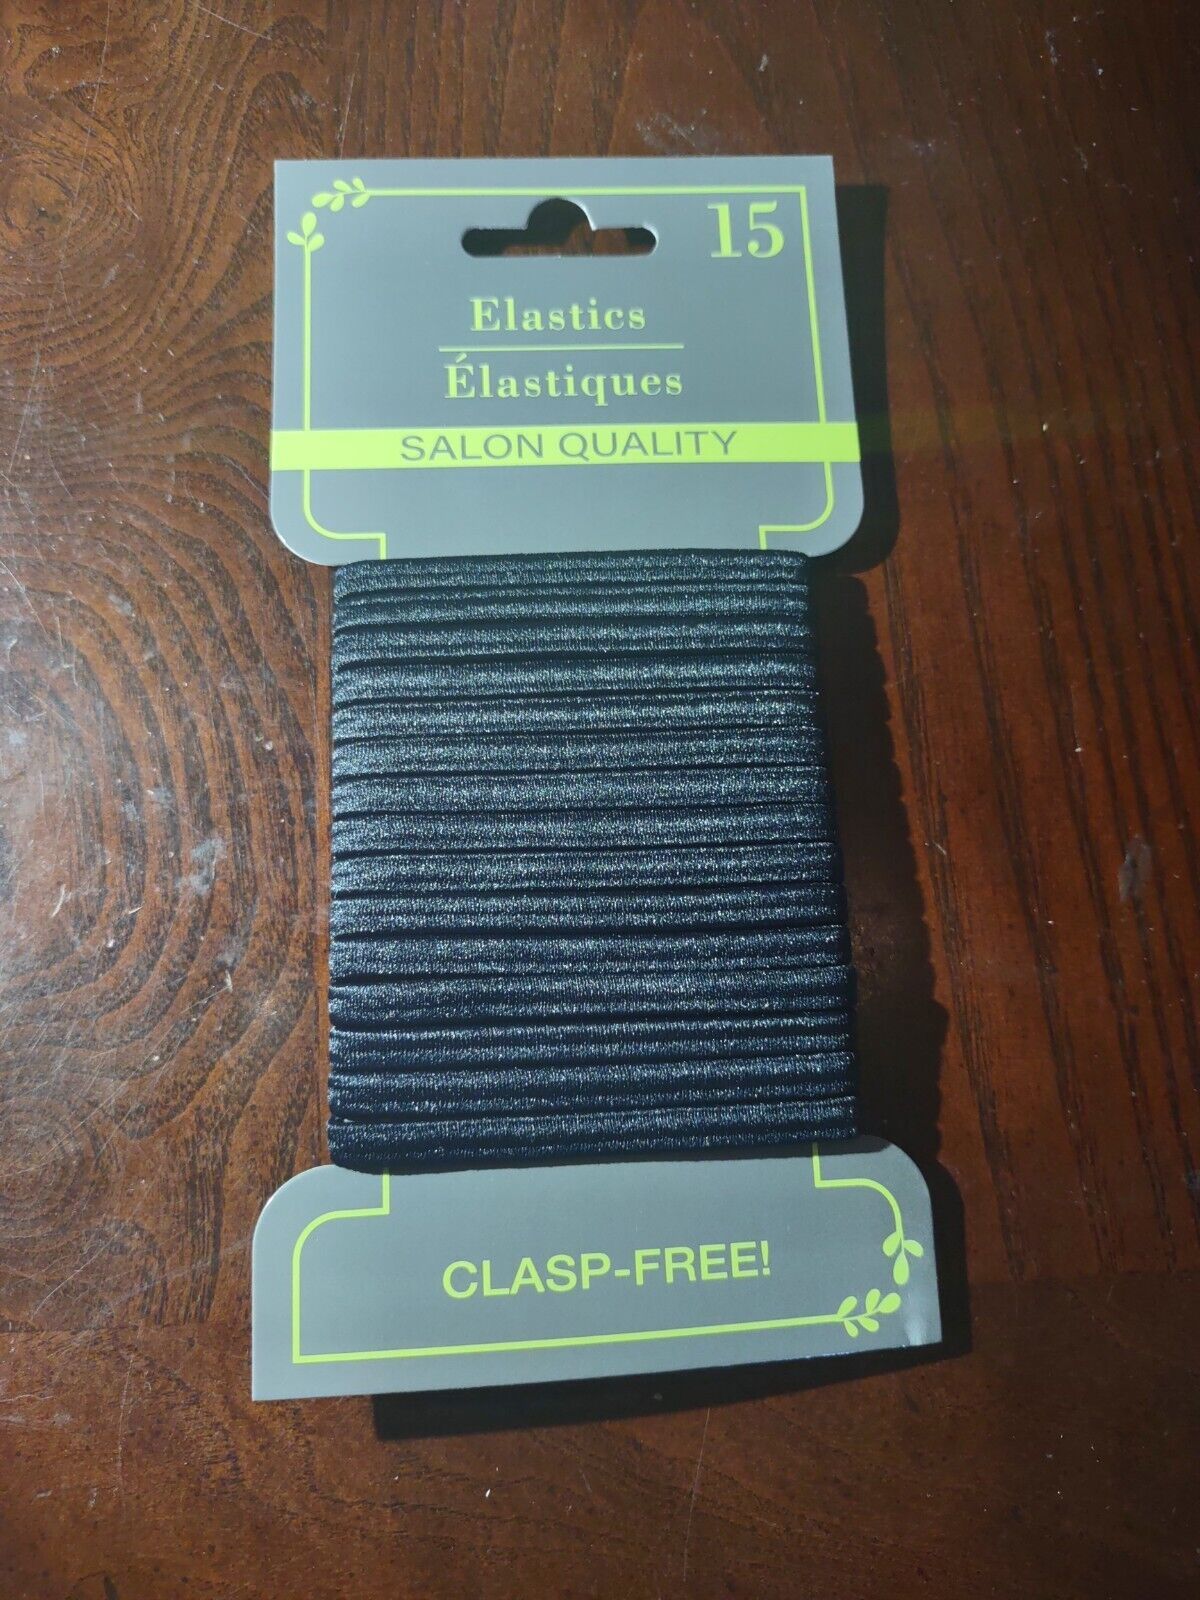 15
Elastics
Élastiques
SALON QUALITY
CLASP-FREE!